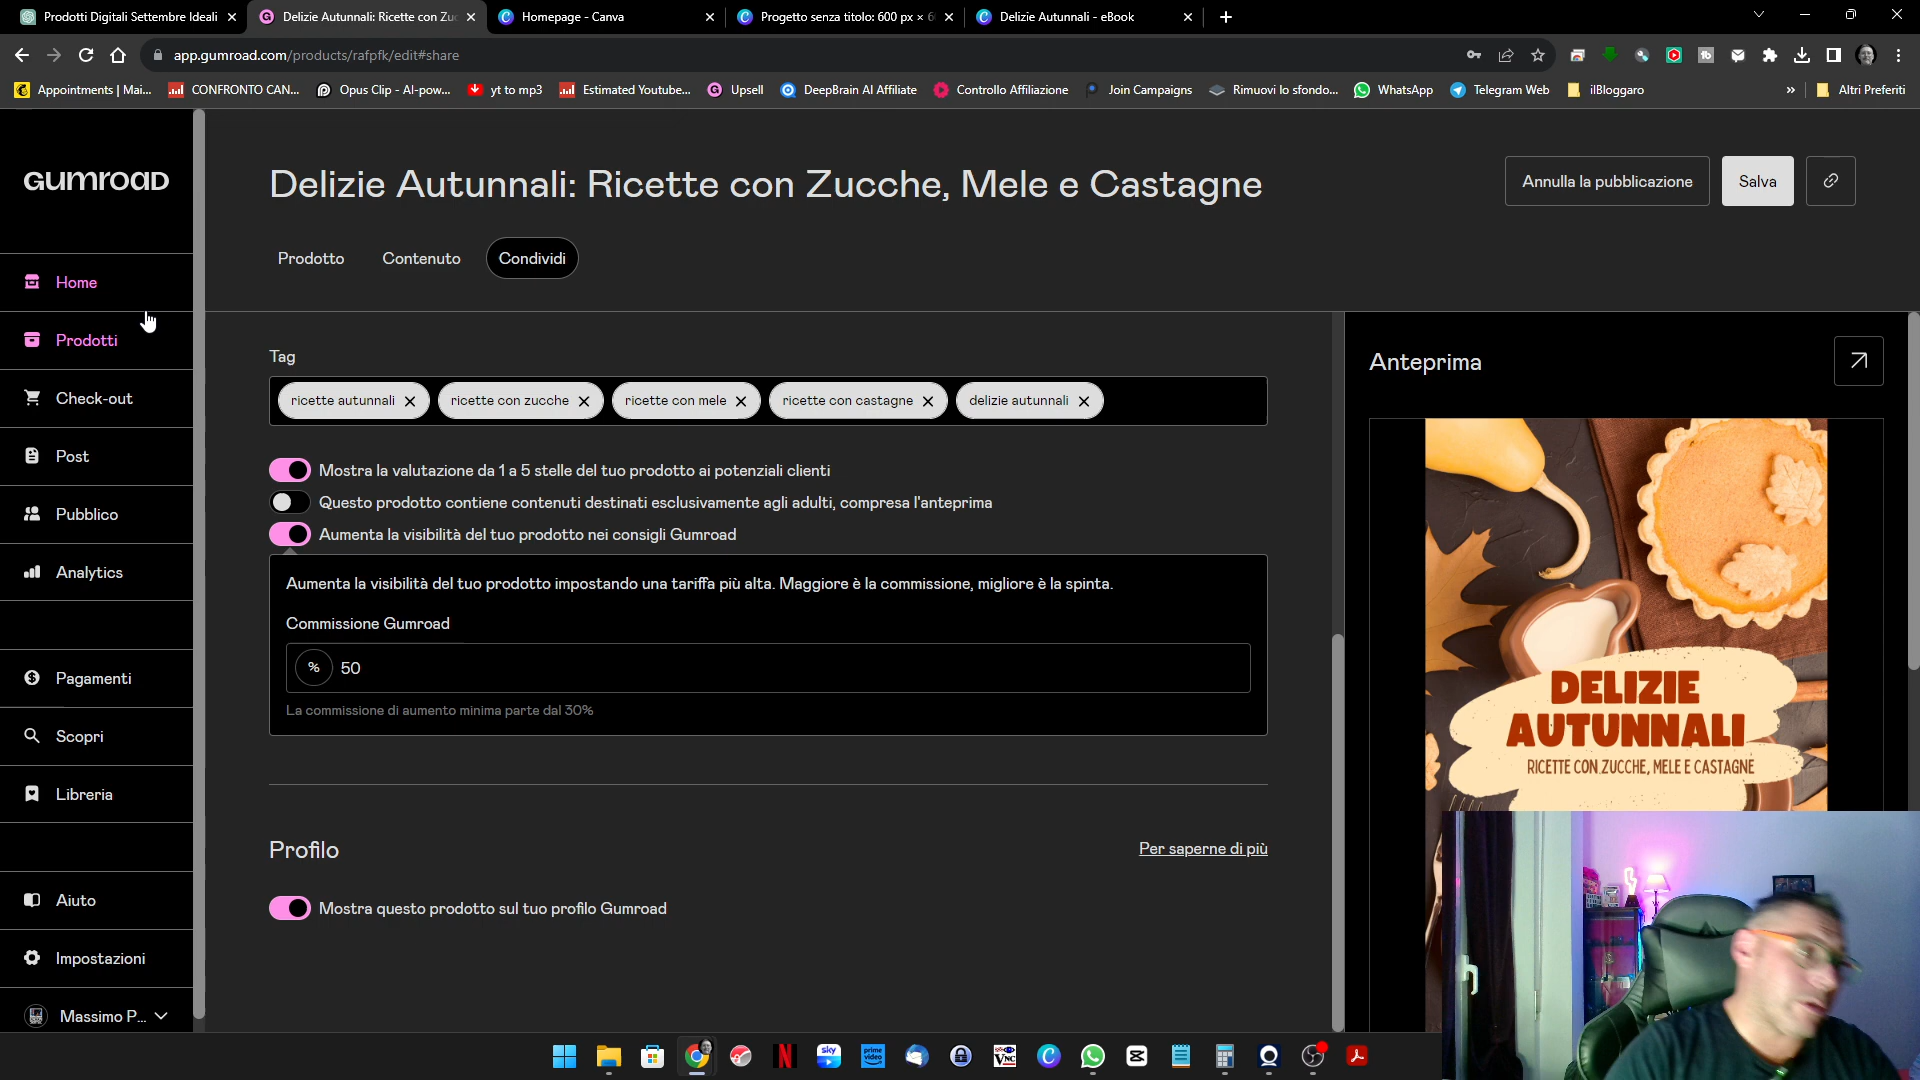 Prodotti Digitali Settembre Ideali
Delizie Autunnali: Ricette con Zuc
Homepage - Canva
Progetto senza titolo: 600 px × 6
Delizie Autunnali - eBook
app.gumroad.com/products/rafpfk/edit#share
Appointments | Mai...
CONFRONTO CAN...
Opus Clip - AI-pow...
yt to mp3
Estimated Youtube...
Upsell
DeepBrain AI Affiliate
Controllo Affiliazione
Join Campaigns
Rimuovi lo sfondo...
WhatsApp
Telegram Web
ilBloggaro
»
Altri Preferiti
GUMROAD
Home
Prodotti
Check-out
Post
Pubblico
Analytics
Pagamenti
Scopri
Libreria
Aiuto
Impostazioni
Massimo P...
Delizie Autunnali: Ricette con Zucche, Mele e Castagne
Annulla la pubblicazione
Salva
Prodotto
Contenuto
Condividi
Tag
ricette autunnali
ricette con zucche
ricette con mele
ricette con castagne
delizie autunnali
Mostra la valutazione da 1 a 5 stelle del tuo prodotto ai potenziali clienti
Questo prodotto contiene contenuti destinati esclusivamente agli adulti, compresa l'anteprima
Aumenta la visibilità del tuo prodotto nei consigli Gumroad
Aumenta la visibilità del tuo prodotto impostando una tariffa più alta. Maggiore è la commissione, migliore è la spinta.
Commissione Gumroad
% 50
La commissione di aumento minima parte dal 30%
Profilo
Per saperne di più
Mostra questo prodotto sul tuo profilo Gumroad
Anteprima
DELIZIE
AUTUNNALI
RICETTE CON ZUCCHE, MELE E CASTAGNE
sky
prime video
VNC